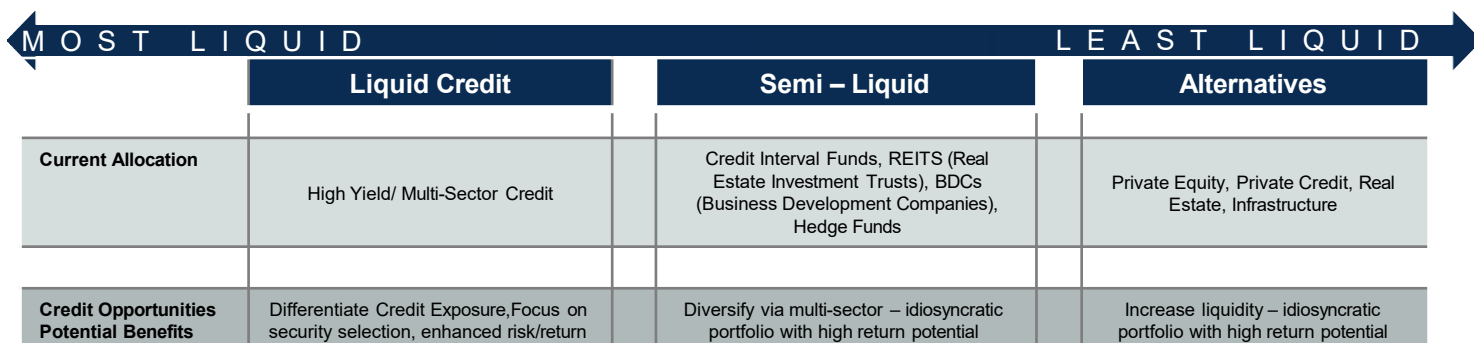 MOST LIQUID
LEAST LIQUID
Liquid Credit
Semi – Liquid
Alternatives
Current Allocation
High Yield/ Multi-Sector Credit
Credit Interval Funds, REITS (Real
Estate Investment Trusts), BDCs
(Business Development Companies),
Hedge Funds
Private Equity, Private Credit, Real
Estate, Infrastructure
Credit Opportunities
Potential Benefits
Differentiate Credit Exposure,Focus on
security selection, enhanced risk/return
Diversify via multi-sector – idiosyncratic
portfolio with high return potential
Increase liquidity – idiosyncratic
portfolio with high return potential